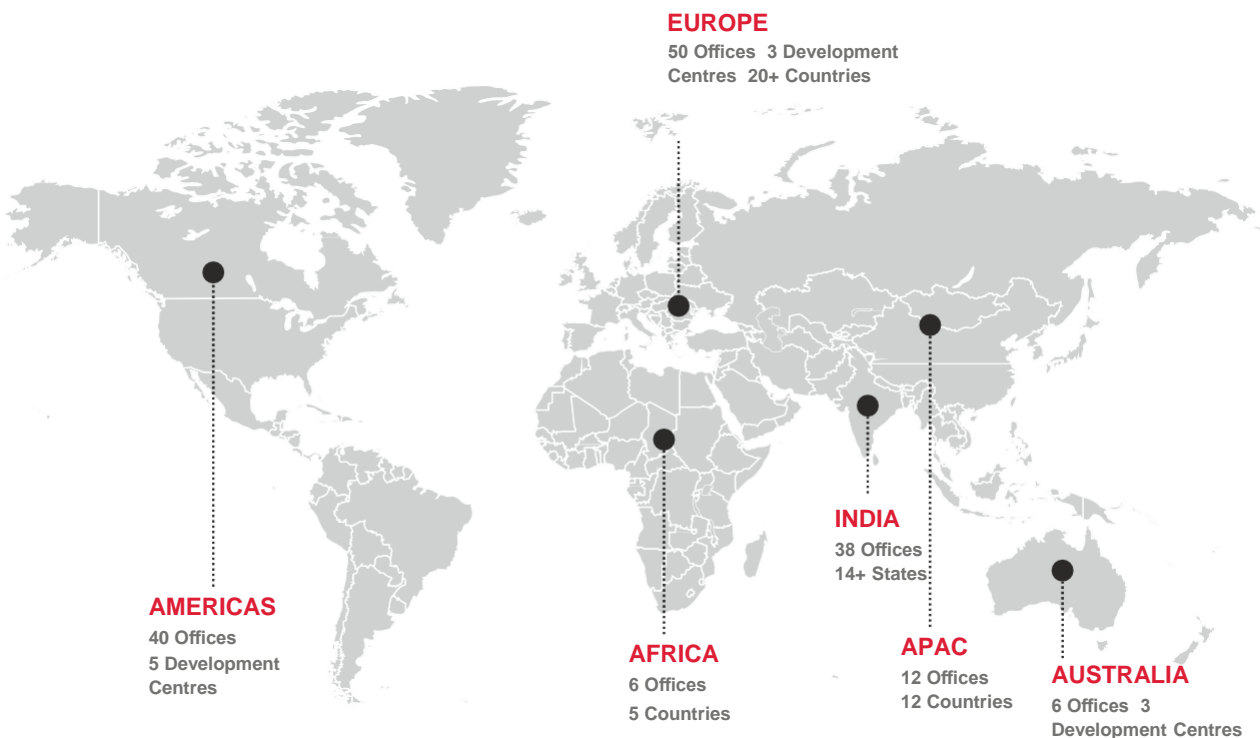 EUROPE
50 Offices 3 Development
Centres 20+ Countries
INDIA
38 Offices
14+ States
AMERICAS
40 Offices
5 Development
Centres
AFRICA
6 Offices
5 Countries
APAC
12 Offices
12 Countries
AUSTRALIA
6 Offices 3
Development Centres